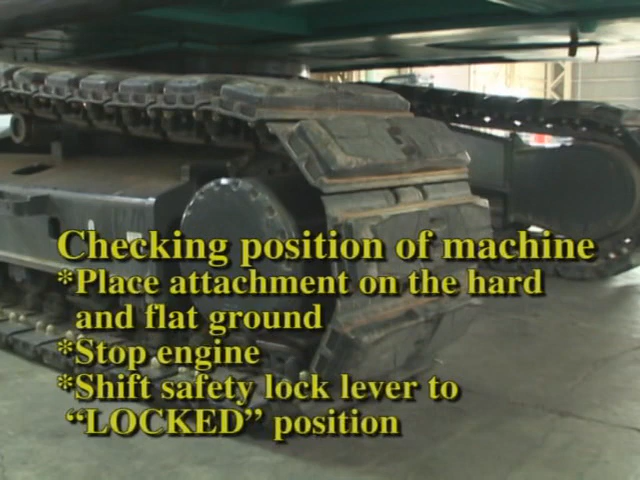 Checking position of machine
*Place attachment on the hard
and flat ground
*Stop engine
*Shift safety lock lever to
“LOCKED” position